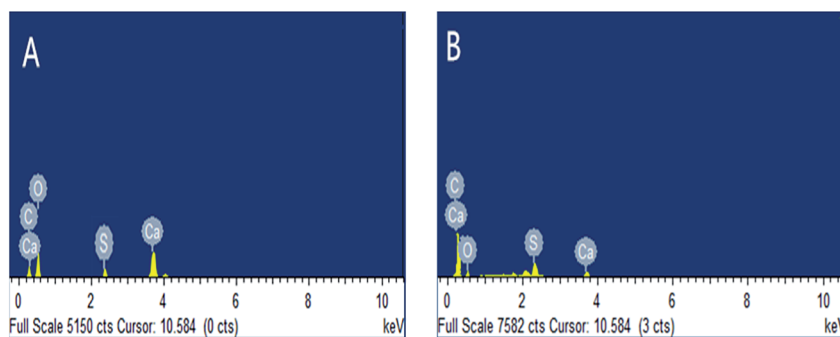 A
O
C
Ca
S
Ca
0 2 4 6 8 10
Full Scale 5150 cts Cursor: 10.584 (0 cts) keV
B
C
Ca
O
S
Ca
0 2 4 6 8 10
Full Scale 7582 cts Cursor: 10.584 (3 cts) keV